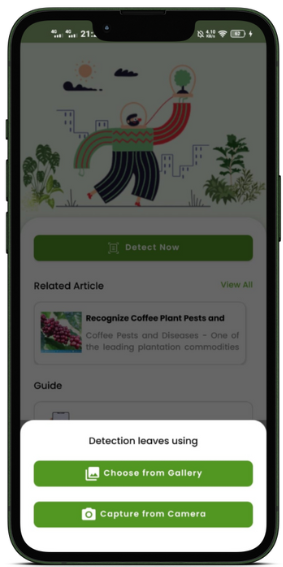 Detect Now
Related Article
View All
Recognize Coffee Plant Pests and
Coffee Pests and Diseases - One of
the leading plantation commodities
Guide
Detection leaves using
Choose from Gallery
Capture from Camera